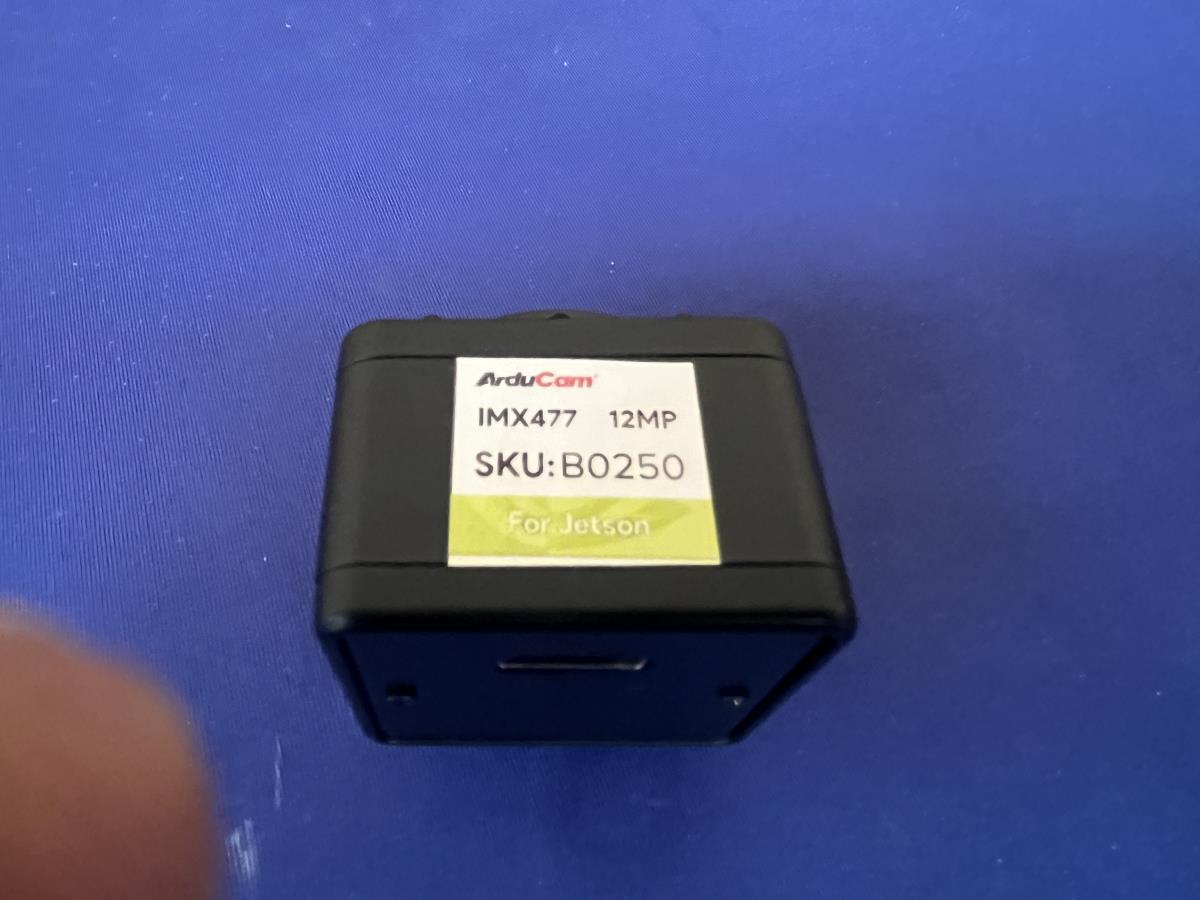 ArduCam
IMX477 12MP
SKU:B0250
For Jetson